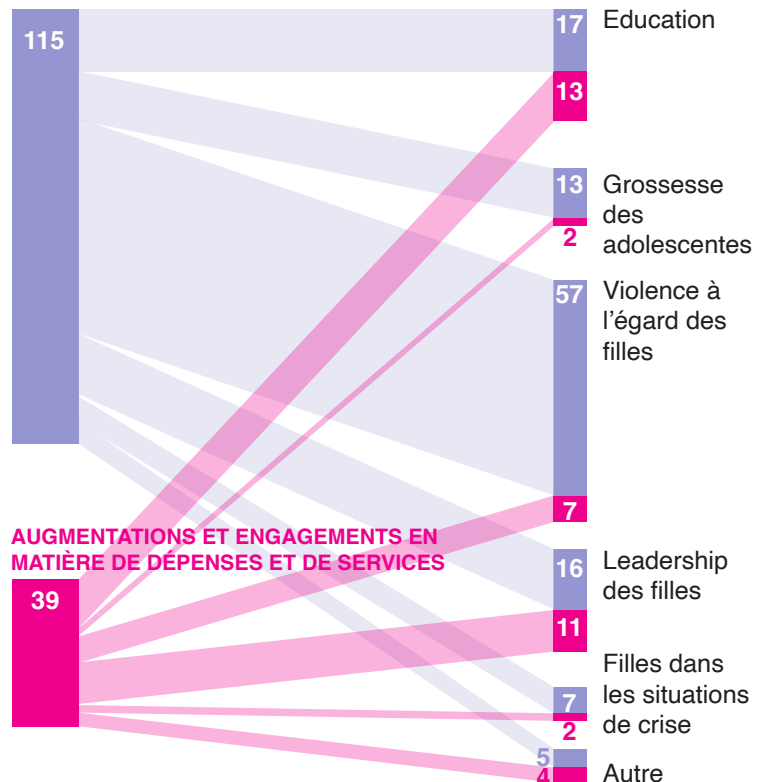 115
17
Education
13
13
Grossesse
des
adolescentes
2
57
Violence à
l'égard des
filles
7
AUGMENTATIONS ET ENGAGEMENTS EN
MATIÈRE DE DÉPENSES ET DE SERVICES
39
16
Leadership
des filles
11
Filles dans
les situations
de crise
7
2
5
4
Autre